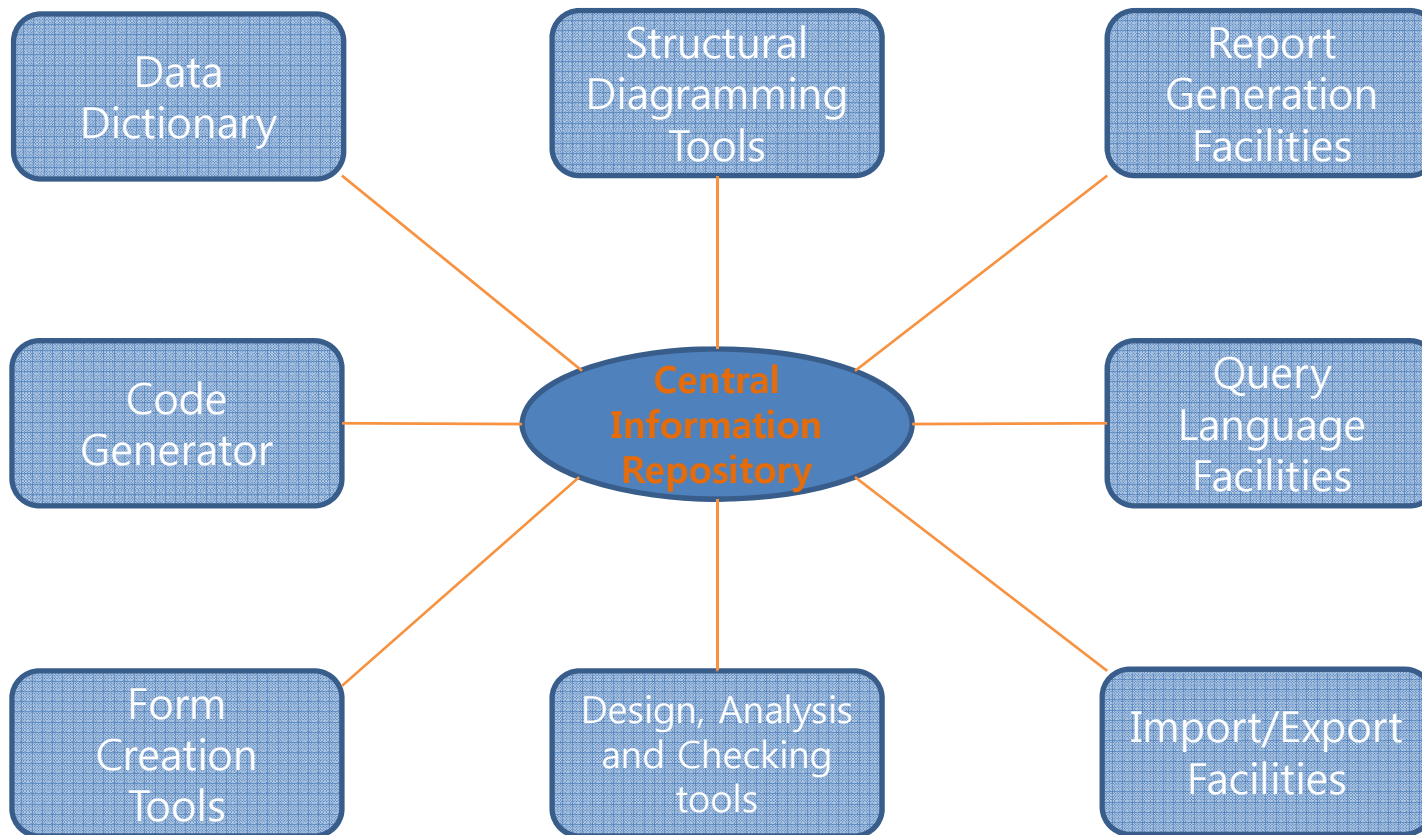 Data
Dictionary
Structural
Diagramming
Tools
Report
Generation
Facilities
Code
Generator
Central
Information
Repository
Query
Language
Facilities
Form
Creation
Tools
Design, Analysis
and Checking
tools
Import/Export
Facilities